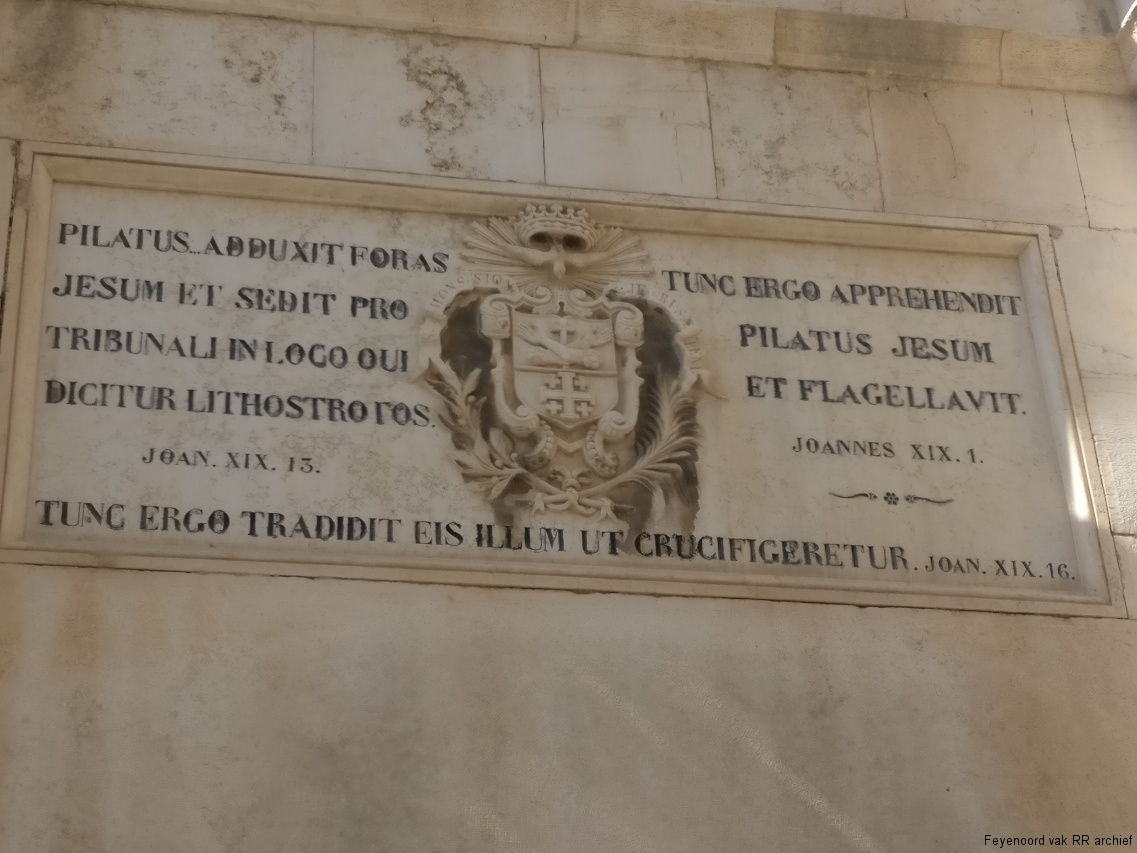 PILATUS... ADDUXIT FORAS
JESUM ET SEDIT PRO
TRIBUNALI IN LOCO QUI
DICITUR LITHOSTROTOS.
JOAN. XIX. 13.
TUNC ERGO APPREHENDIT
PILATUS JESUM
ET FLAGELLAVIT.
JOANNES XIX. 1.
TUNC ERGO TRADIDIT EIS ILLUM UT CRUCIFIGERETUR. JOAN. XIX. 16.
Feyenoord vak RR archief